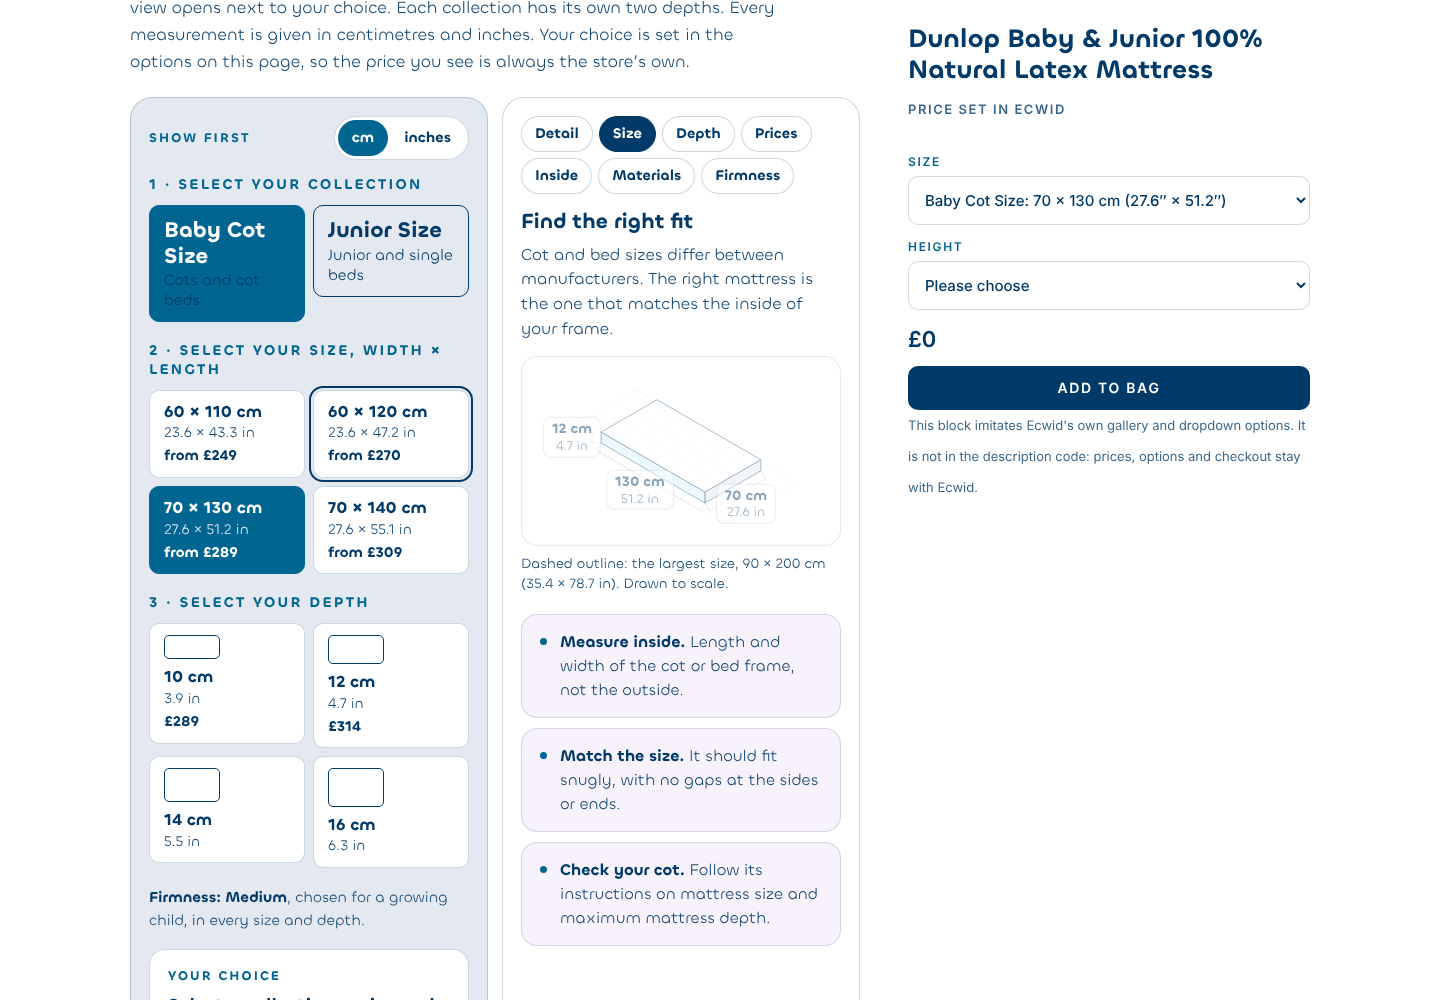 view opens next to your choice. Each collection has its own two depths. Every
measurement is given in centimetres and inches. Your choice is set in the
options on this page, so the price you see is always the store's own.
SHOW FIRST
cm
inches
1 · SELECT YOUR COLLECTION
Baby Cot
Size
Cots and cot
beds
Junior Size
Junior and single
beds
2 · SELECT YOUR SIZE, WIDTH ×
LENGTH
60 × 110 cm
23.6 × 43.3 in
from £249
60 × 120 cm
23.6 × 47.2 in
from £270
70 × 130 cm
27.6 × 51.2 in
from £289
70 × 140 cm
27.6 × 55.1 in
from £309
3 · SELECT YOUR DEPTH
10 cm
3.9 in
£289
12 cm
4.7 in
£314
14 cm
5.5 in
16 cm
6.3 in
Firmness: Medium, chosen for a growing
child, in every size and depth.
YOUR CHOICE
Detail
Size
Depth
Prices
Inside
Materials
Firmness
Find the right fit
Cot and bed sizes differ between
manufacturers. The right mattress is
the one that matches the inside of
your frame.
12 cm
4.7 in
130 cm
51.2 in
70 cm
27.6 in
Dashed outline: the largest size, 90 × 200 cm
(35.4 × 78.7 in). Drawn to scale.
Measure inside. Length and
width of the cot or bed frame,
not the outside.
Match the size. It should fit
snugly, with no gaps at the sides
or ends.
Check your cot. Follow its
instructions on mattress size and
maximum mattress depth.
Dunlop Baby & Junior 100%
Natural Latex Mattress
PRICE SET IN ECWID
SIZE
Baby Cot Size: 70 × 130 cm (27.6″ × 51.2″)
HEIGHT
Please choose
£0
ADD TO BAG
This block imitates Ecwid's own gallery and dropdown options. It
is not in the description code: prices, options and checkout stay
with Ecwid.